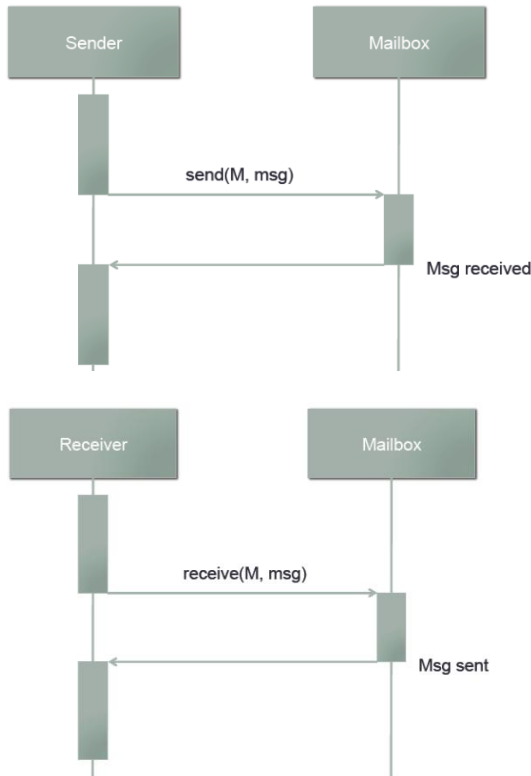 Sender
Mailbox
send(M, msg)
Msg received
Receiver
Mailbox
receive(M, msg)
Msg sent